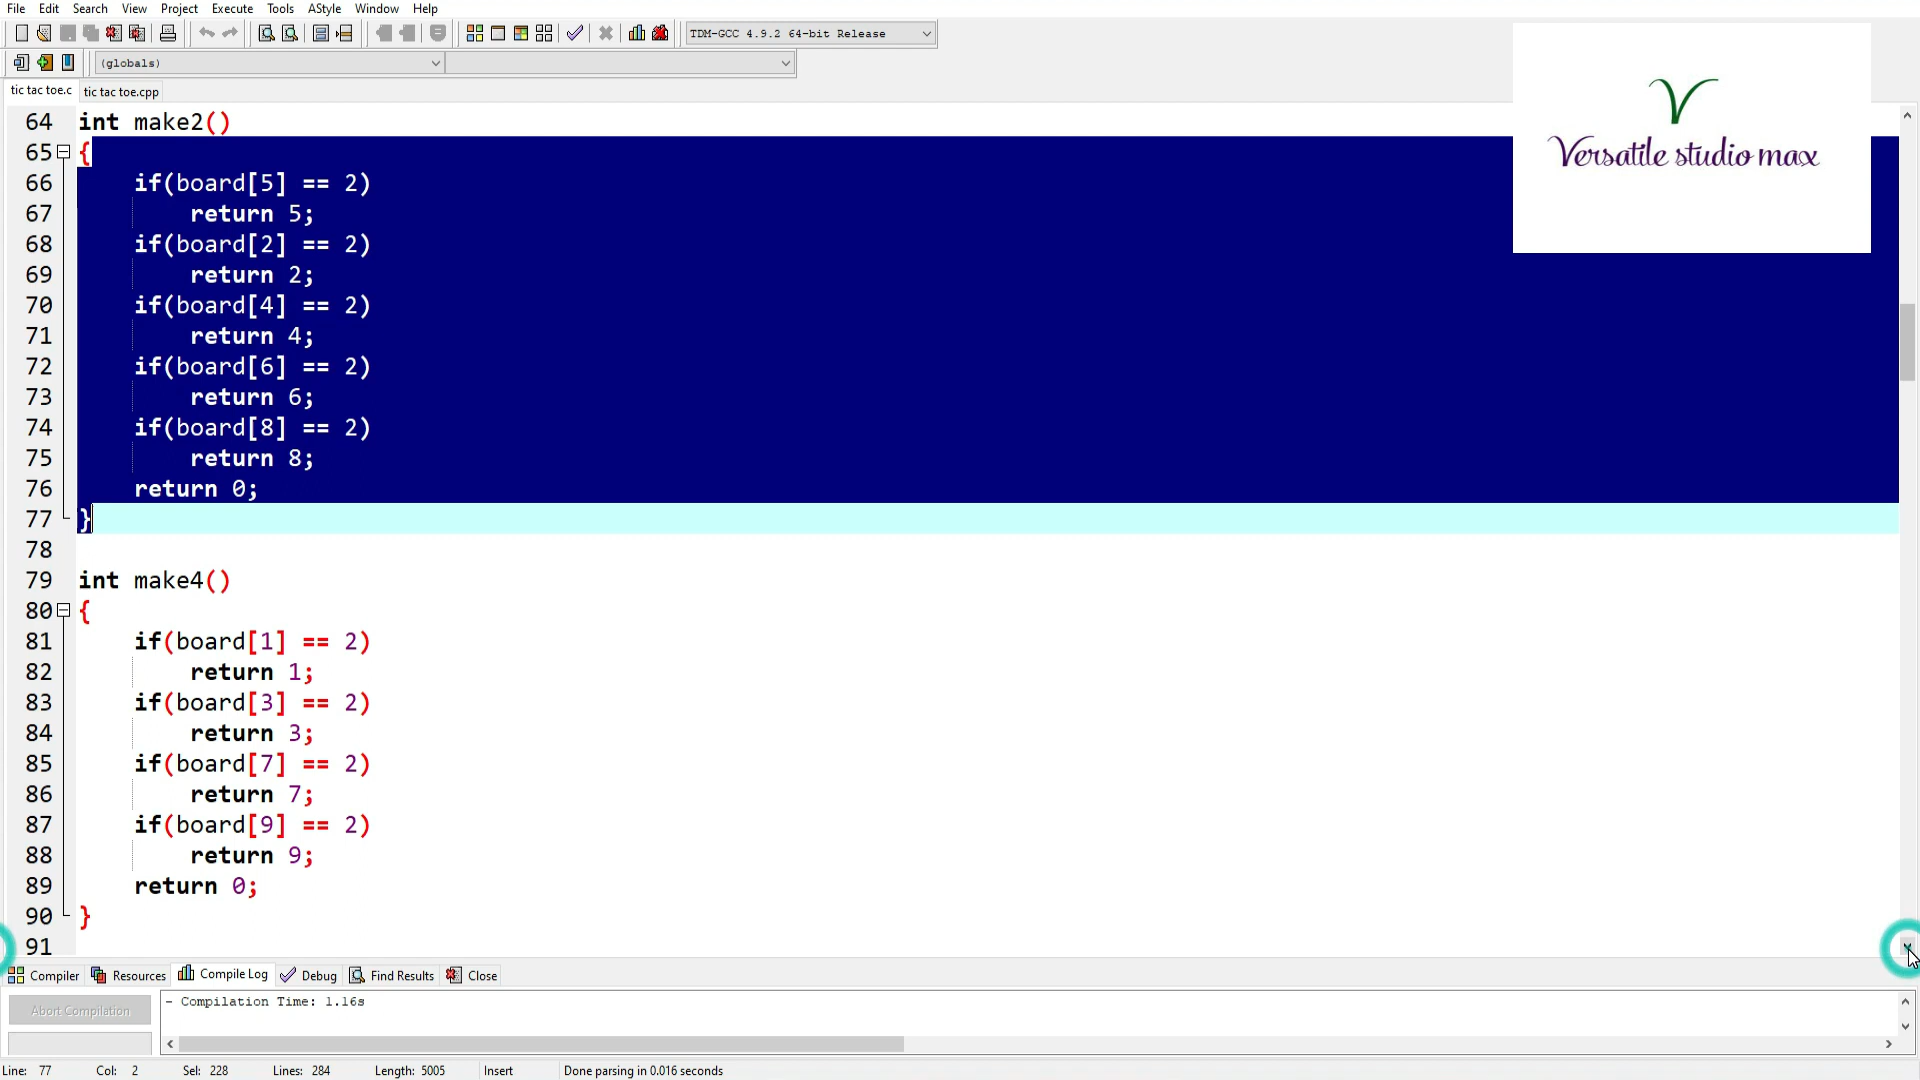 File Edit Search View Project Execute Tools AStyle Window Help
TDM-GCC 4.9.2 64-bit Release
(globals)
tic tac toe.c tic tac toe.cpp
Versatile studio max
64 int make2()
65 {
66 if(board[5] == 2)
67 return 5;
68 if(board[2] == 2)
69 return 2;
70 if(board[4] == 2)
71 return 4;
72 if(board[6] == 2)
73 return 6;
74 if(board[8] == 2)
75 return 8;
76 return 0;
77 }
78
79 int make4()
80 {
81 if(board[1] == 2)
82 return 1;
83 if(board[3] == 2)
84 return 3;
85 if(board[7] == 2)
86 return 7;
87 if(board[9] == 2)
88 return 9;
89 return 0;
90 }
91
Compiler Resources Compile Log Debug Find Results Close
Abort Compilation
- Compilation Time: 1.16s
Line: 77 Col: 2 Sel: 228 Lines: 284 Length: 5005 Insert Done parsing in 0.016 seconds